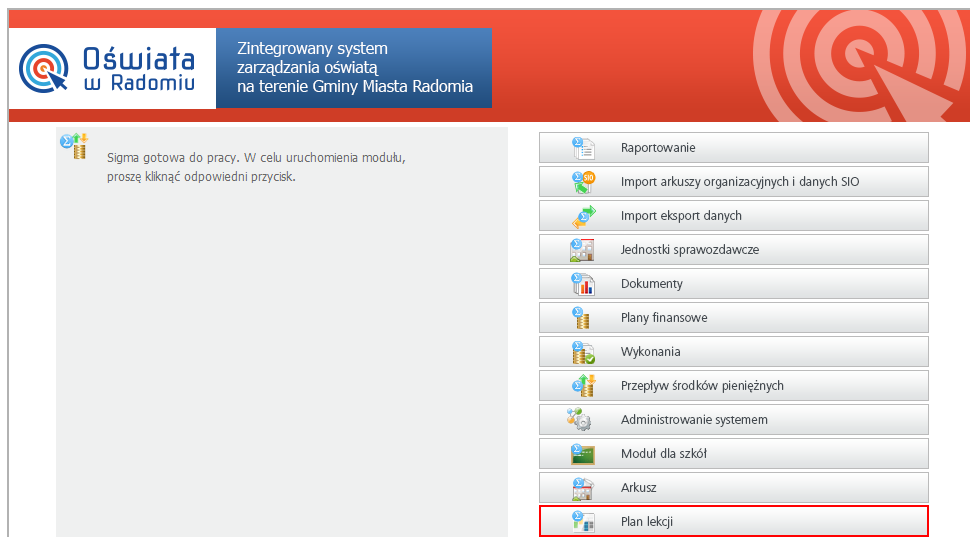 Oświata
w Radomiu
Zintegrowany system
zarządzania oświatą
na terenie Gminy Miasta Radomia
Sigma gotowa do pracy. W celu uruchomienia modułu,
proszę kliknąć odpowiedni przycisk.
Raportowanie
Import arkuszy organizacyjnych i danych SIO
Import eksport danych
Jednostki sprawozdawcze
Dokumenty
Plany finansowe
Wykonania
Przepływ środków pieniężnych
Administrowanie systemem
Moduł dla szkół
Arkusz
Plan lekcji